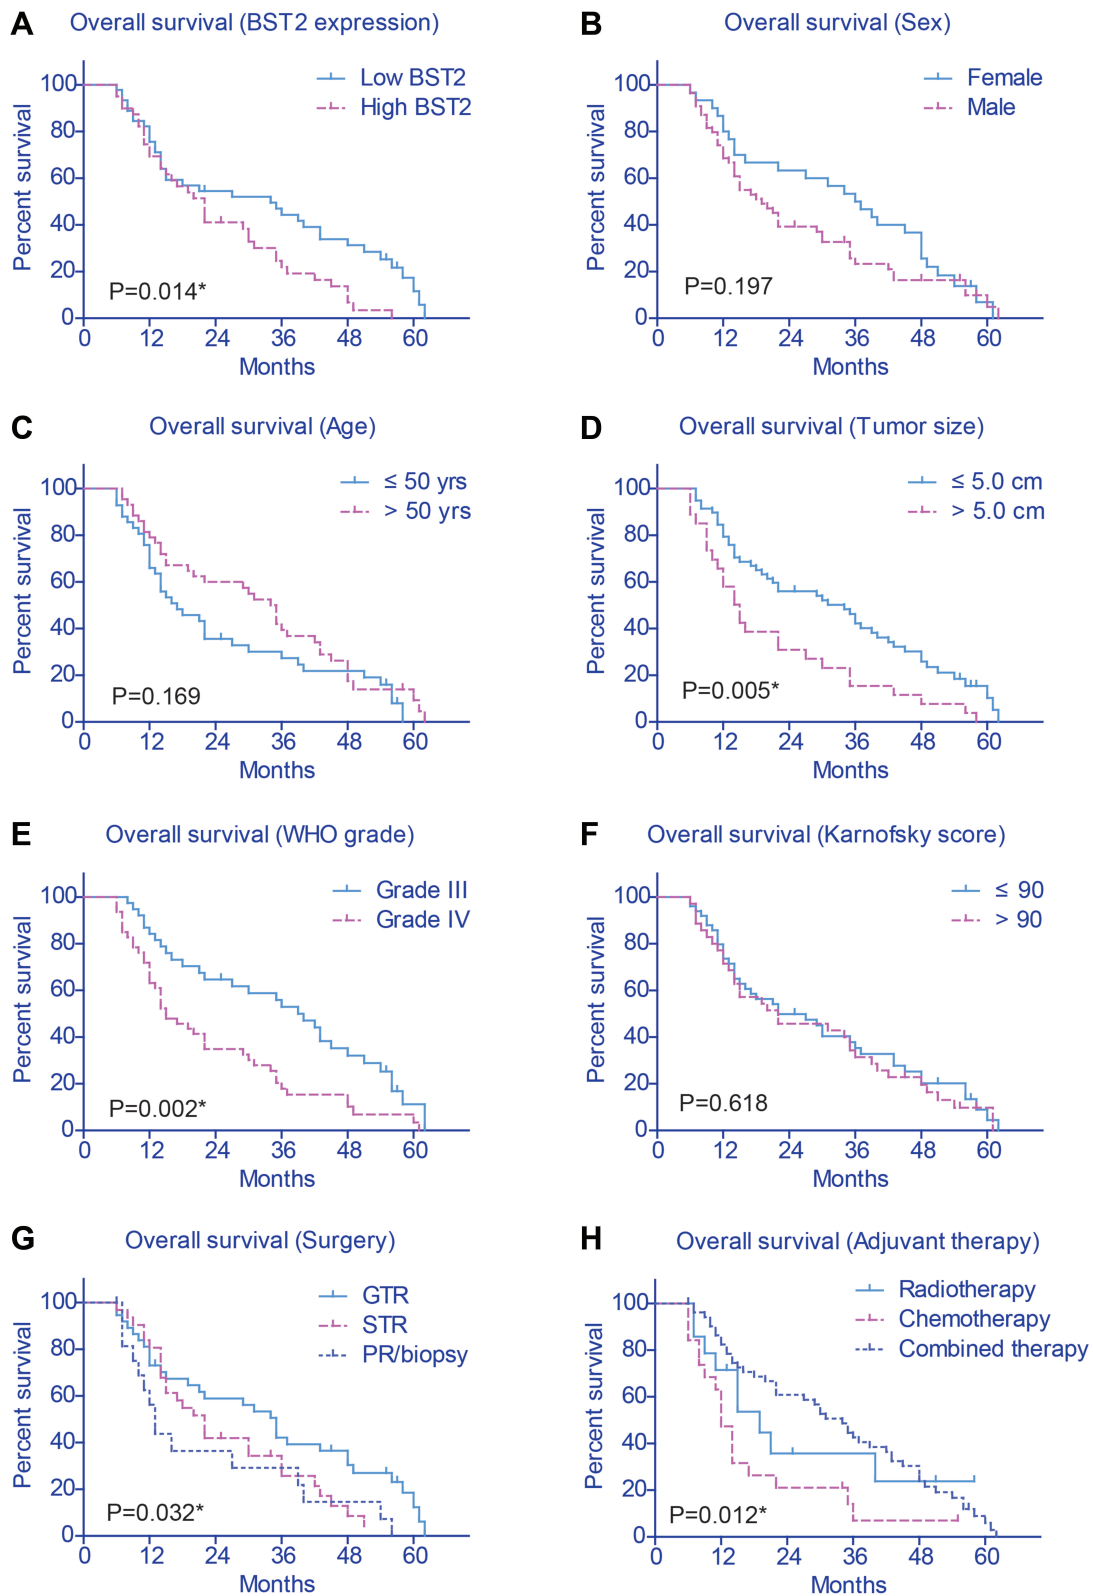 A Overall survival (BST2 expression)
Percent survival
100
80
60
40
20
0
Low BST2
High BST2
P=0.014*
0 12 24 36 48 60
Months
B Overall survival (Sex)
Percent survival
100
80
60
40
20
0
Female
Male
P=0.197
0 12 24 36 48 60
Months
C Overall survival (Age)
Percent survival
100
80
60
40
20
0
≤ 50 yrs
> 50 yrs
P=0.169
0 12 24 36 48 60
Months
D Overall survival (Tumor size)
Percent survival
100
80
60
40
20
0
≤ 5.0 cm
> 5.0 cm
P=0.005*
0 12 24 36 48 60
Months
E Overall survival (WHO grade)
Percent survival
100
80
60
40
20
0
Grade III
Grade IV
P=0.002*
0 12 24 36 48 60
Months
F Overall survival (Karnofsky score)
Percent survival
100
80
60
40
20
0
≤ 90
> 90
P=0.618
0 12 24 36 48 60
Months
G Overall survival (Surgery)
Percent survival
100
80
60
40
20
0
GTR
STR
PR/biopsy
P=0.032*
0 12 24 36 48 60
Months
H Overall survival (Adjuvant therapy)
Percent survival
100
80
60
40
20
0
Radiotherapy
Chemotherapy
Combined therapy
P=0.012*
0 12 24 36 48 60
Months